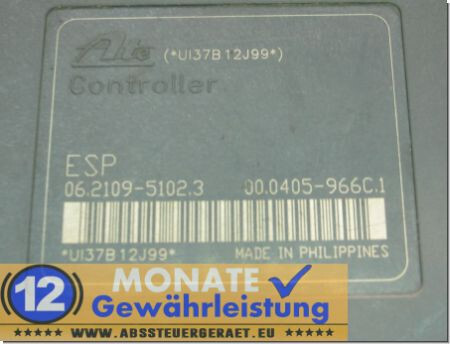 Ate (*UI37B12J99*)
Controller
ESP
06.2109-5102.3 00.0405-966C.1
*UI37B12J99* MADE IN PHILIPPINES
12 MONATE
Gewährleistung
***** WWW.ABSSTEUERGERAET.EU *****